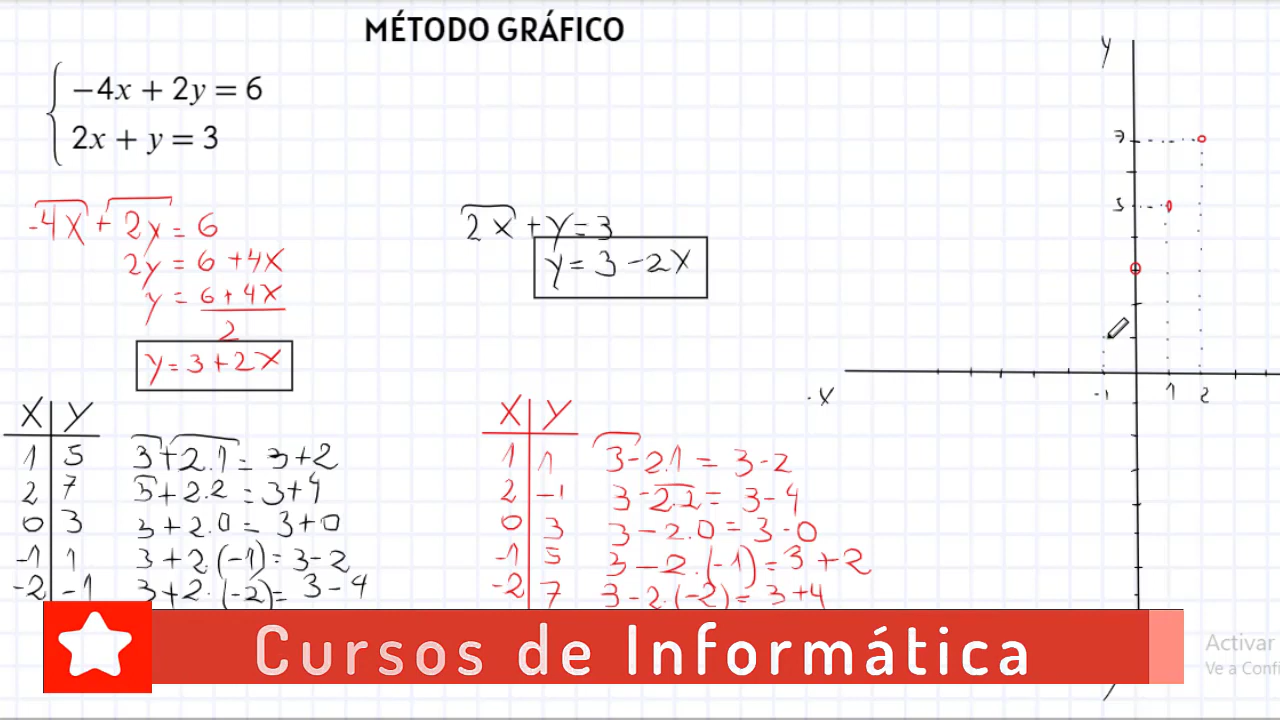 MÉTODO GRÁFICO
−4x + 2y = 6
2x + y = 3
-4x + 2y = 6
2y = 6 + 4x
y = 6 + 4x
2
y = 3 + 2x
2x + y = 3
y = 3 - 2x
x y
1 5 3 + 2.1 = 3 + 2
2 7 5 + 2.2 = 3 + 4
0 3 3 + 2.0 = 3 + 0
-1 1 3 + 2.(-1) = 3 - 2
-2 -1 3 + 2.(-2) = 3 - 4
x y
1 1 3 - 2.1 = 3 - 2
2 -1 3 - 2.2 = 3 - 4
0 3 3 - 2.0 = 3 - 0
-1 5 3 - 2.(-1) = 3 + 2
-2 7 3 - 2.(-2) = 3 + 4
y
7
5
-x
-1 1 2
Cursos de Informática
Activar
Ve a Confi